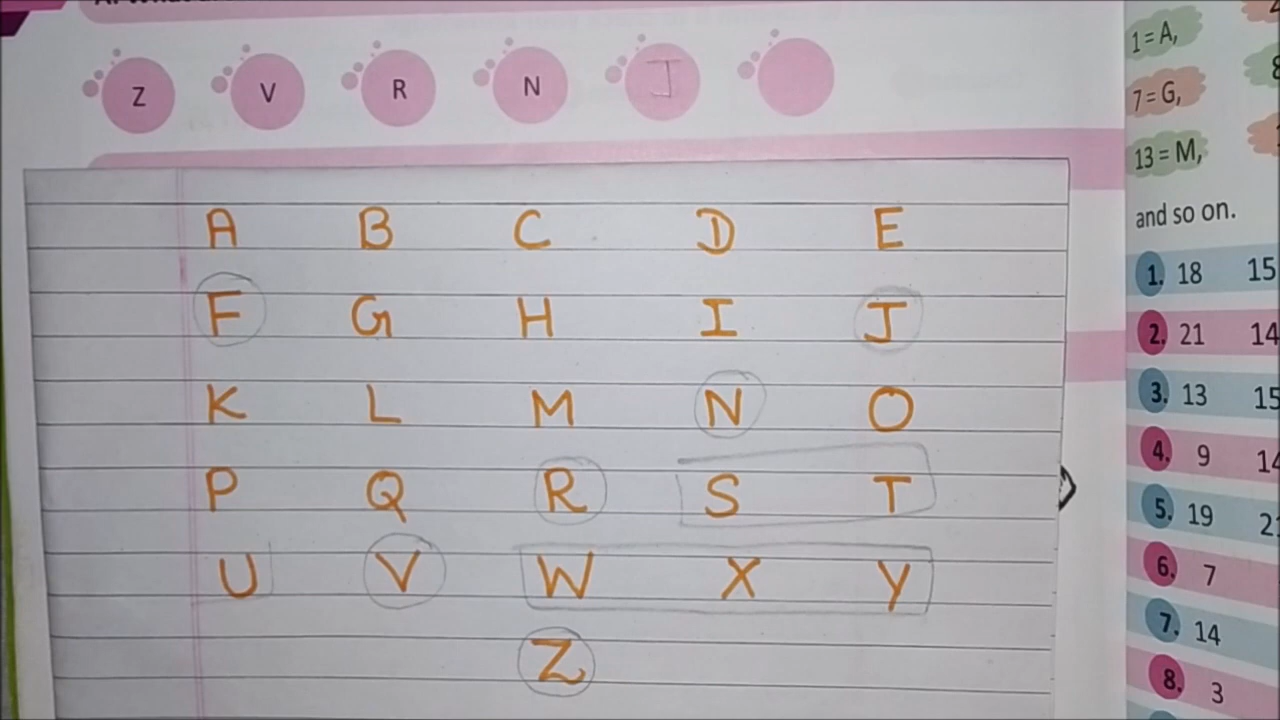 Z V R N J
1 = A,
7 = G,
13 = M,
and so on.
A B C D E
F G H I J
K L M N O
P Q R S T
U V W X Y
Z
1. 18 15
2. 21 14
3. 13 15
4. 9 14
5. 19
6. 7
7. 14
8. 3